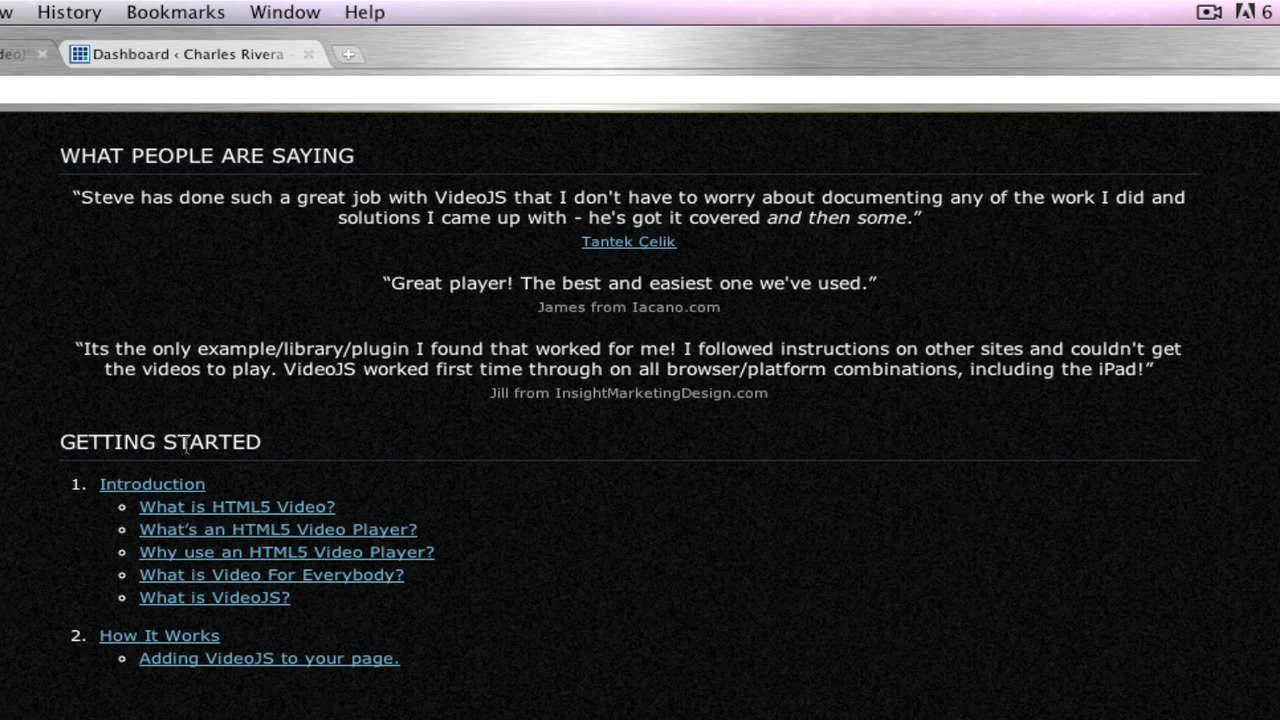 w History Bookmarks Window Help 6
Dashboard ‹ Charles Rivera
WHAT PEOPLE ARE SAYING
“Steve has done such a great job with VideoJS that I don't have to worry about documenting any of the work I did and
solutions I came up with - he's got it covered and then some.”
Tantek Çelik
“Great player! The best and easiest one we've used.”
James from Iacano.com
“Its the only example/library/plugin I found that worked for me! I followed instructions on other sites and couldn't get
the videos to play. VideoJS worked first time through on all browser/platform combinations, including the iPad!”
Jill from InsightMarketingDesign.com
GETTING STARTED
1. Introduction
What is HTML5 Video?
What's an HTML5 Video Player?
Why use an HTML5 Video Player?
What is Video For Everybody?
What is VideoJS?
2. How It Works
Adding VideoJS to your page.